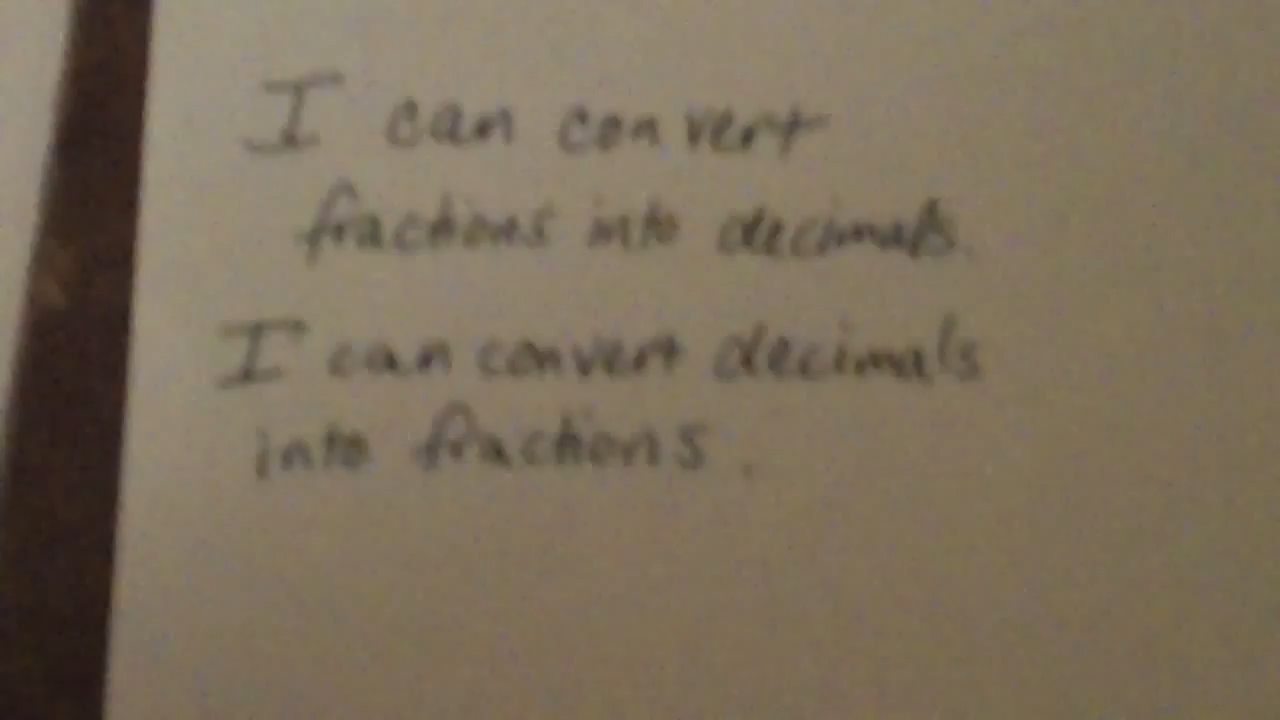 I can convert
fractions into decimals.
I can convert decimals
into fractions.